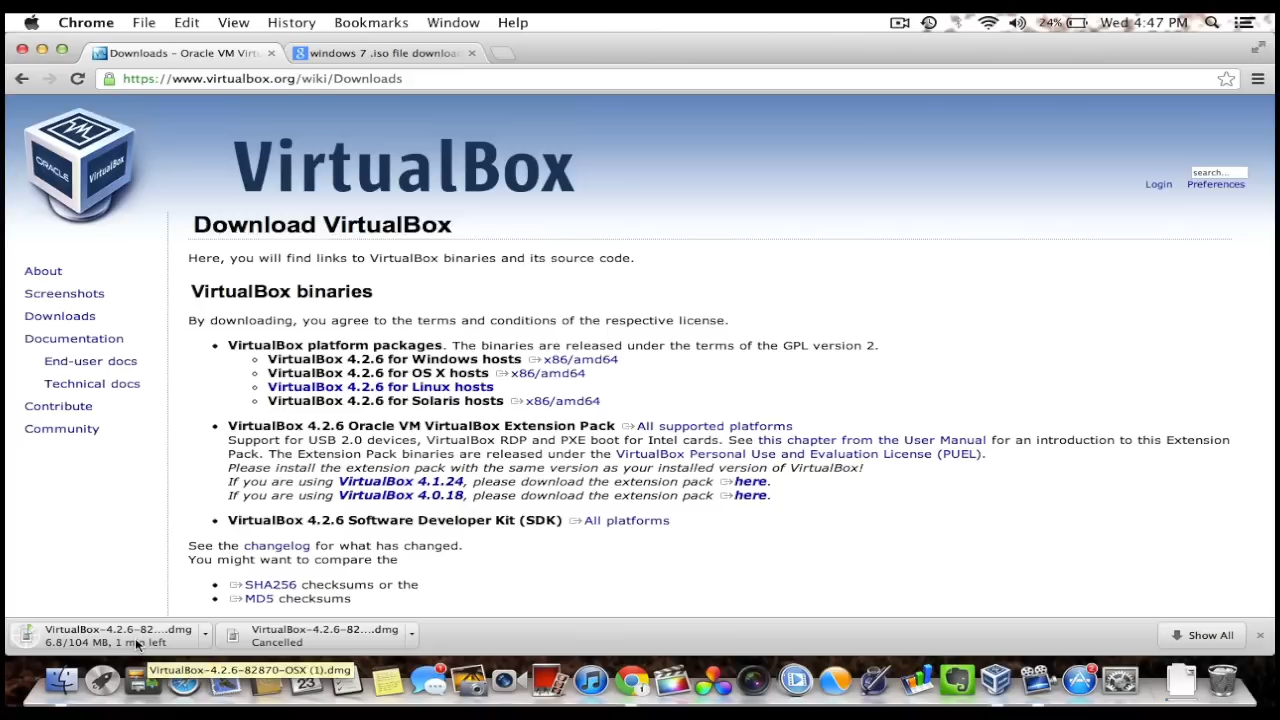 Chrome File Edit View History Bookmarks Window Help 24% Wed 4:47 PM
Downloads – Oracle VM Virtu windows 7 .iso file downloa
https://www.virtualbox.org/wiki/Downloads
ORACLE VirtualBox
VirtualBox
search...
Login Preferences
Download VirtualBox
Here, you will find links to VirtualBox binaries and its source code.
About
Screenshots
Downloads
Documentation
End-user docs
Technical docs
Contribute
Community
VirtualBox binaries
By downloading, you agree to the terms and conditions of the respective license.
VirtualBox platform packages. The binaries are released under the terms of the GPL version 2.
VirtualBox 4.2.6 for Windows hosts x86/amd64
VirtualBox 4.2.6 for OS X hosts x86/amd64
VirtualBox 4.2.6 for Linux hosts
VirtualBox 4.2.6 for Solaris hosts x86/amd64
VirtualBox 4.2.6 Oracle VM VirtualBox Extension Pack All supported platforms
Support for USB 2.0 devices, VirtualBox RDP and PXE boot for Intel cards. See this chapter from the User Manual for an introduction to this Extension
Pack. The Extension Pack binaries are released under the VirtualBox Personal Use and Evaluation License (PUEL).
Please install the extension pack with the same version as your installed version of VirtualBox!
If you are using VirtualBox 4.1.24, please download the extension pack here.
If you are using VirtualBox 4.0.18, please download the extension pack here.
VirtualBox 4.2.6 Software Developer Kit (SDK) All platforms
See the changelog for what has changed.
You might want to compare the
SHA256 checksums or the
MD5 checksums
VirtualBox-4.2.6-82....dmg
6.8/104 MB, 1 min left
VirtualBox-4.2.6-82....dmg
Cancelled
Show All
VirtualBox-4.2.6-82870-OSX (1).dmg
23